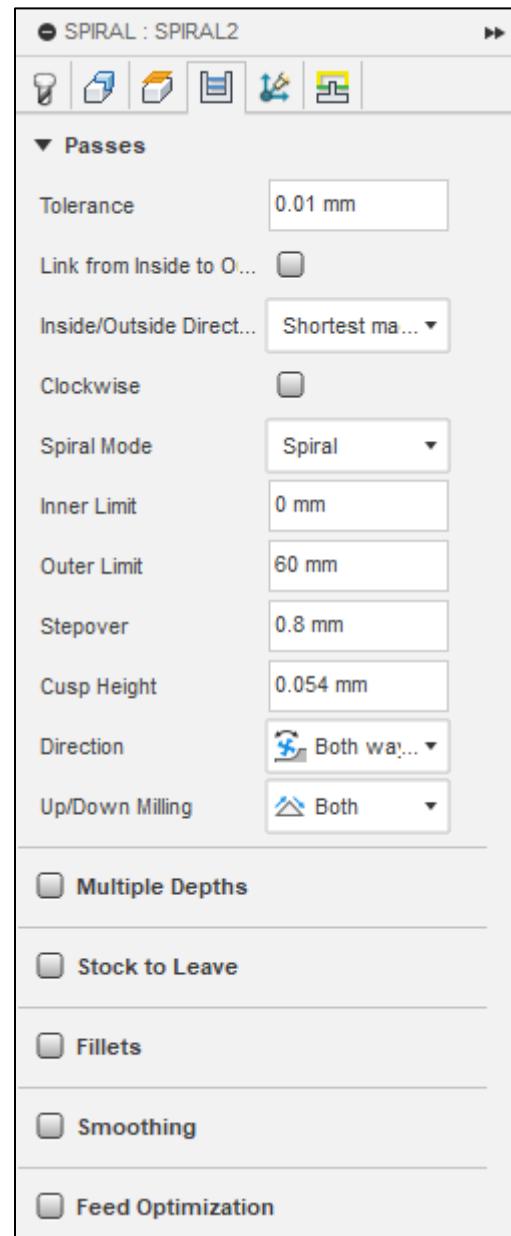 SPIRAL : SPIRAL2
Passes
Tolerance 0.01 mm
Link from Inside to O...
Inside/Outside Direct... Shortest ma...
Clockwise
Spiral Mode Spiral
Inner Limit 0 mm
Outer Limit 60 mm
Stepover 0.8 mm
Cusp Height 0.054 mm
Direction Both way...
Up/Down Milling Both
Multiple Depths
Stock to Leave
Fillets
Smoothing
Feed Optimization